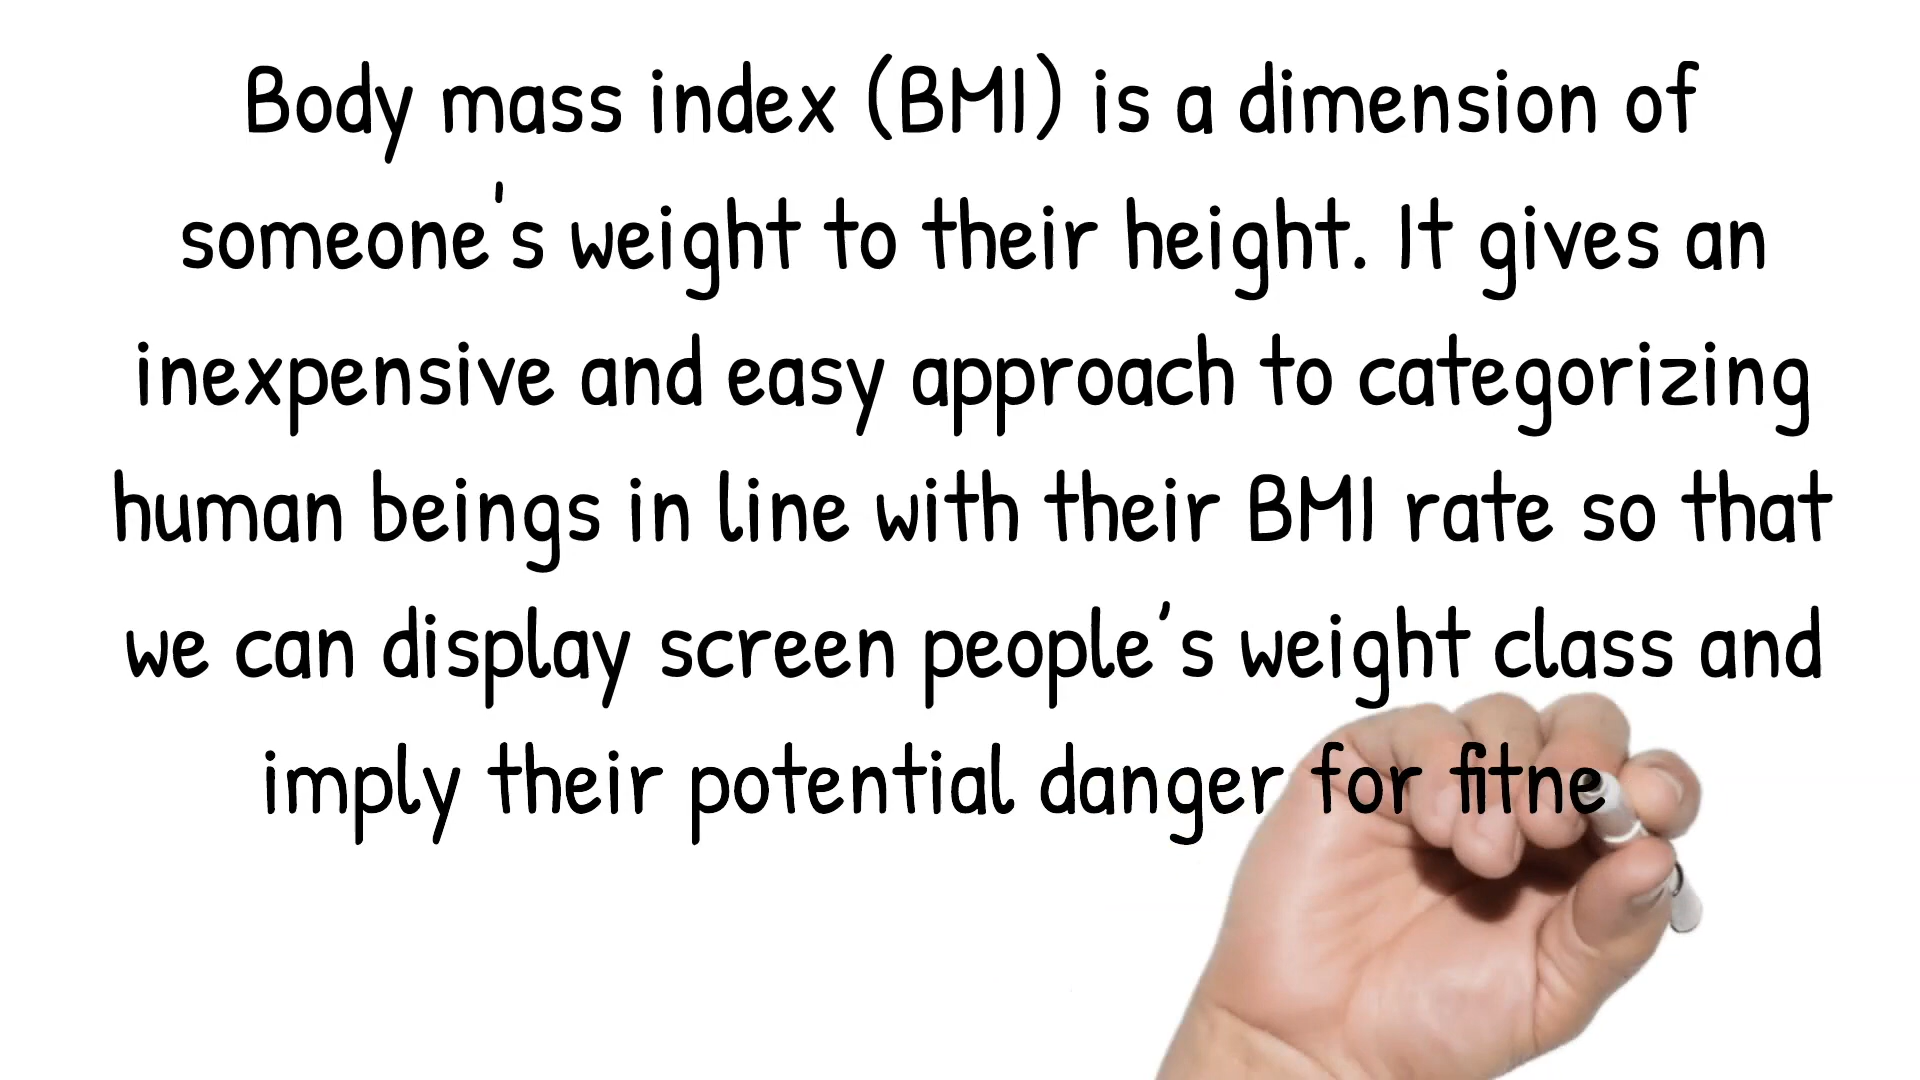 Body mass index (BMI) is a dimension of
someone's weight to their height. It gives an
inexpensive and easy approach to categorizing
human beings in line with their BMI rate so that
we can display screen people's weight class and
imply their potential danger for fitne